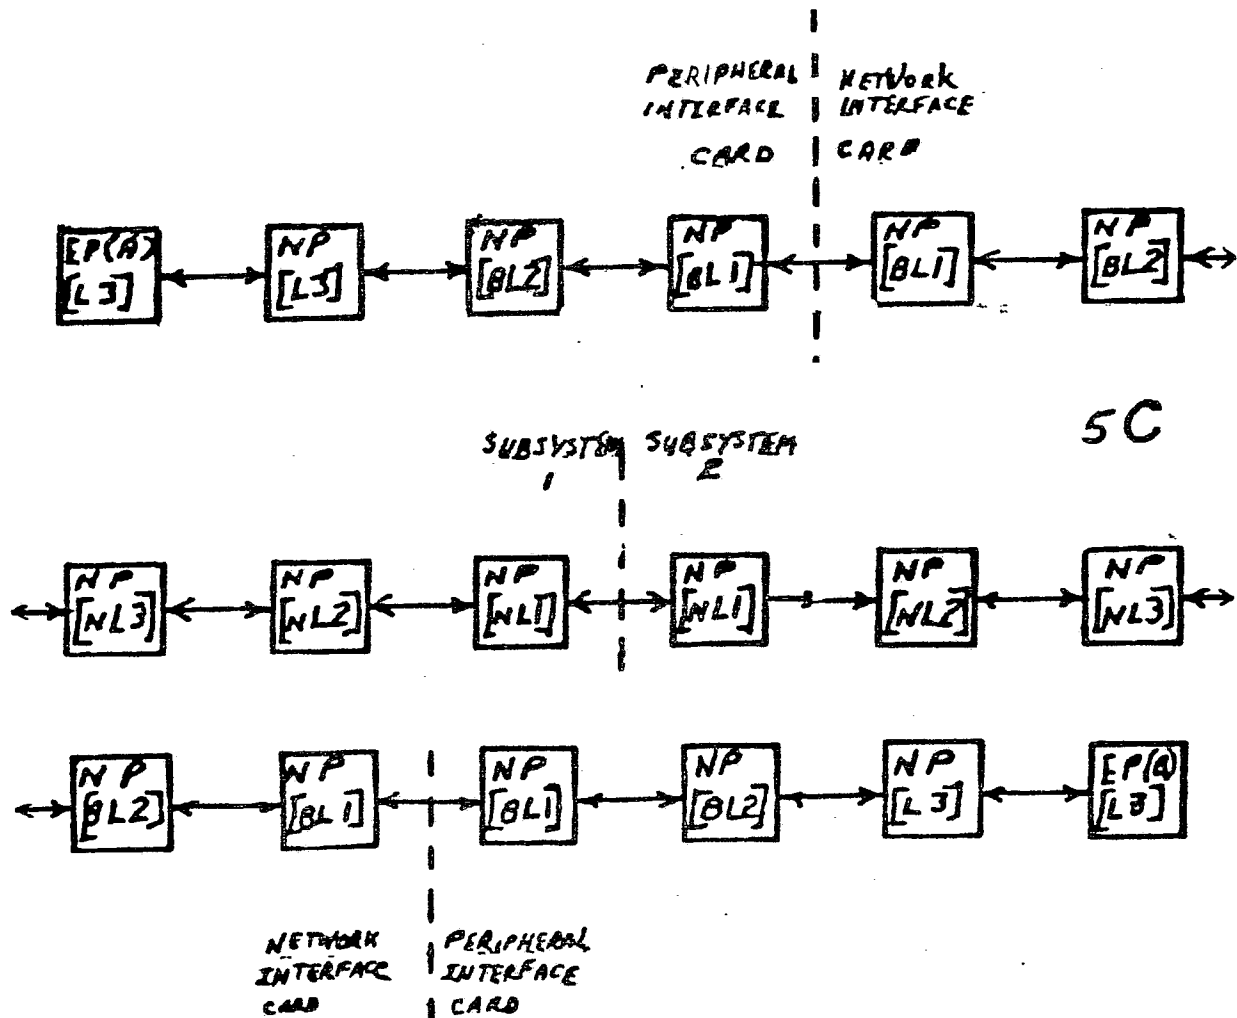 PERIPHERAL INTERFACE CARD
NETWORK INTERFACE CARD
EP(A) [L3]
NP [L3]
NP [BL2]
NP [BL1]
NP [BL1]
NP [BL2]
5C
SUBSYSTEM 1
SUBSYSTEM 2
NP [NL3]
NP [NL2]
NP [NL1]
NP [NL1]
NP [NL2]
NP [NL3]
NP [BL2]
NP [BL1]
NP [BL1]
NP [BL2]
NP [L3]
EP(Q) [L3]
NETWORK INTERFACE CARD
PERIPHERAL INTERFACE CARD